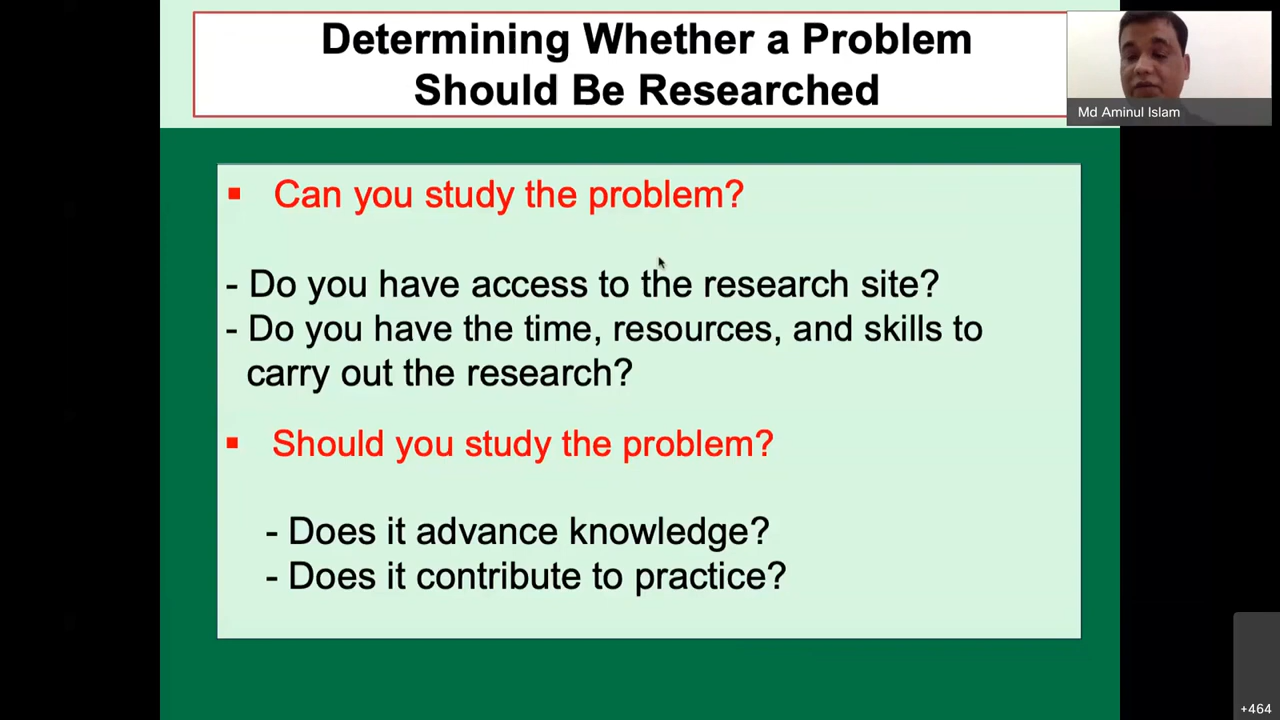 Determining Whether a Problem
Should Be Researched
Md Aminul Islam
▪ Can you study the problem?
- Do you have access to the research site?
- Do you have the time, resources, and skills to
carry out the research?
▪ Should you study the problem?
- Does it advance knowledge?
- Does it contribute to practice?
+464